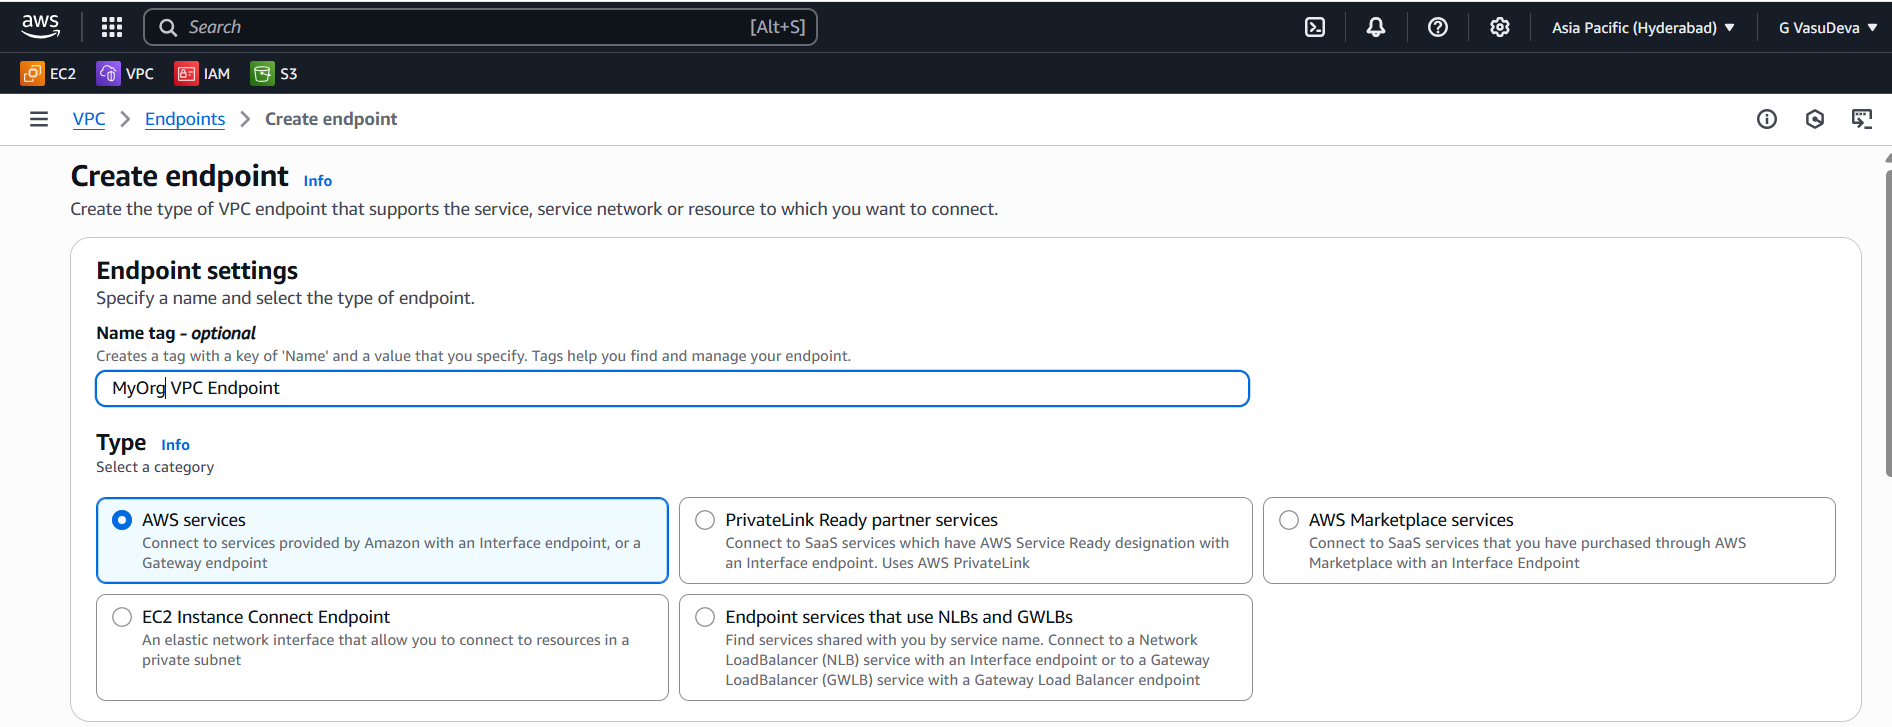 aws
Search [Alt+S]
Asia Pacific (Hyderabad)
G VasuDeva
EC2 VPC IAM S3
VPC Endpoints Create endpoint
Create endpoint Info
Create the type of VPC endpoint that supports the service, service network or resource to which you want to connect.
Endpoint settings
Specify a name and select the type of endpoint.
Name tag - optional
Creates a tag with a key of 'Name' and a value that you specify. Tags help you find and manage your endpoint.
MyOrg VPC Endpoint
Type Info
Select a category
AWS services
Connect to services provided by Amazon with an Interface endpoint, or a
Gateway endpoint
PrivateLink Ready partner services
Connect to SaaS services which have AWS Service Ready designation with
an Interface endpoint. Uses AWS PrivateLink
AWS Marketplace services
Connect to SaaS services that you have purchased through AWS
Marketplace with an Interface Endpoint
EC2 Instance Connect Endpoint
An elastic network interface that allow you to connect to resources in a
private subnet
Endpoint services that use NLBs and GWLBs
Find services shared with you by service name. Connect to a Network
LoadBalancer (NLB) service with an Interface endpoint or to a Gateway
LoadBalancer (GWLB) service with a Gateway Load Balancer endpoint